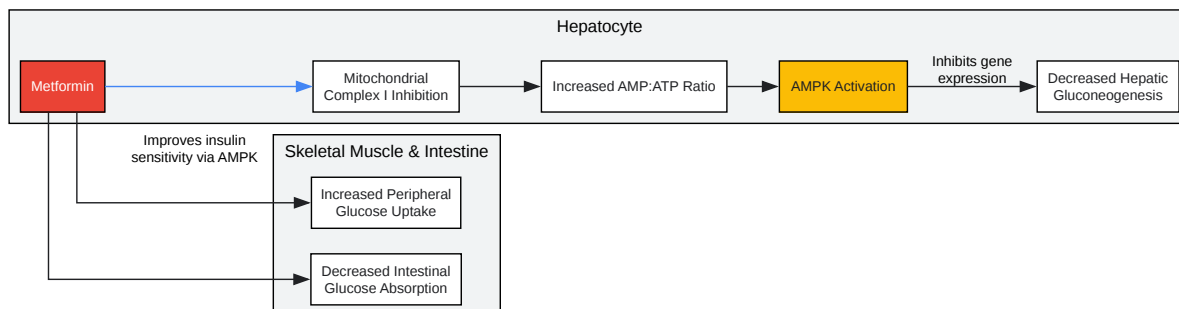 Hepatocyte
Metformin
Mitochondrial
Complex I Inhibition
Increased AMP:ATP Ratio
AMPK Activation
Inhibits gene
expression
Decreased Hepatic
Gluconeogenesis
Improves insulin
sensitivity via AMPK
Skeletal Muscle & Intestine
Increased Peripheral
Glucose Uptake
Decreased Intestinal
Glucose Absorption